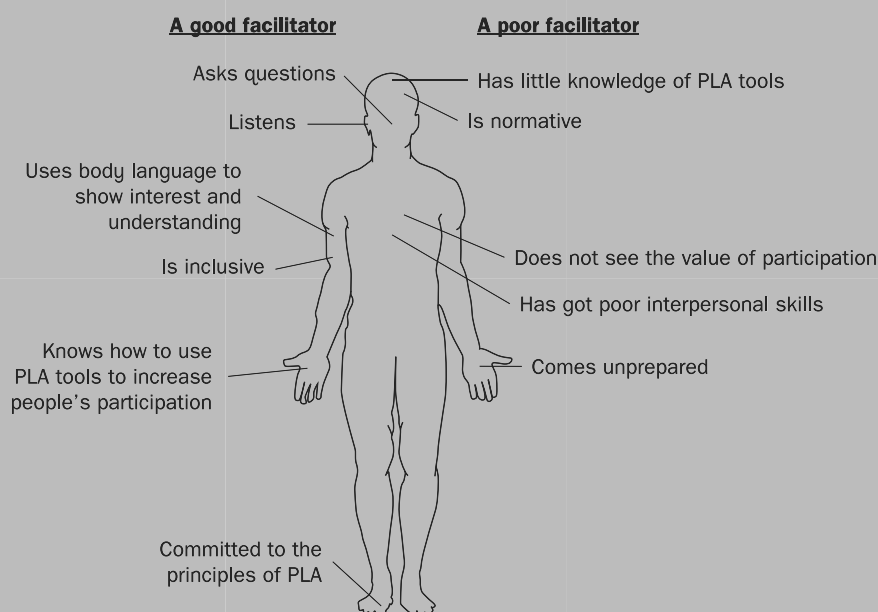 A good facilitator
A poor facilitator
Asks questions
Has little knowledge of PLA tools
Listens
Is normative
Uses body language to
show interest and
understanding
Is inclusive
Does not see the value of participation
Has got poor interpersonal skills
Knows how to use
PLA tools to increase
people’s participation
Comes unprepared
Committed to the
principles of PLA